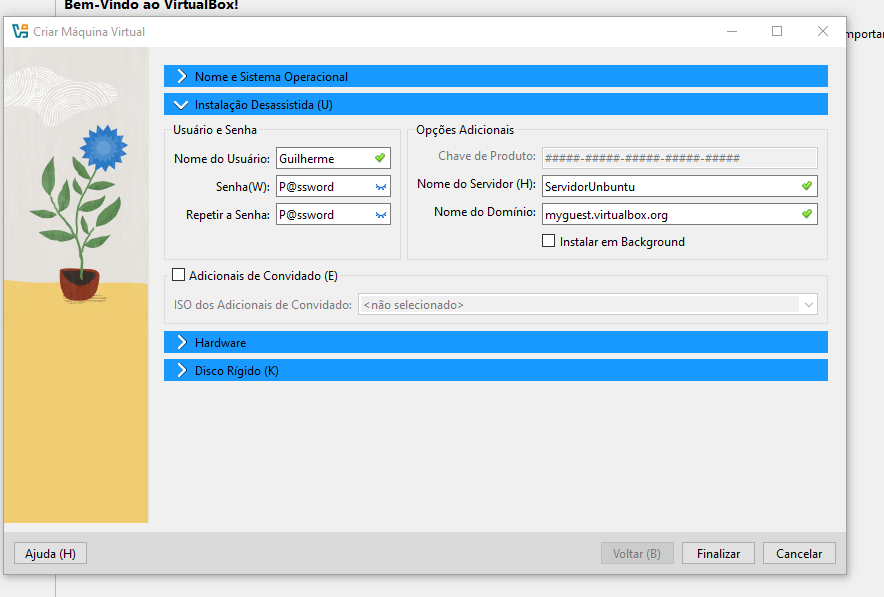 Bem-Vindo ao VirtualBox!
Criar Máquina Virtual
Nome e Sistema Operacional
Instalação Desassistida (U)
Usuário e Senha
Nome do Usuário: Guilherme
Senha(W): P@ssword
Repetir a Senha: P@ssword
Opções Adicionais
Chave de Produto: #####-#####-#####-#####-#####
Nome do Servidor (H): ServidorUnbuntu
Nome do Domínio: myguest.virtualbox.org
Instalar em Background
Adicionais de Convidado (E)
ISO dos Adicionais de Convidado: <não selecionado>
Hardware
Disco Rígido (K)
Ajuda (H)
Voltar (B)
Finalizar
Cancelar